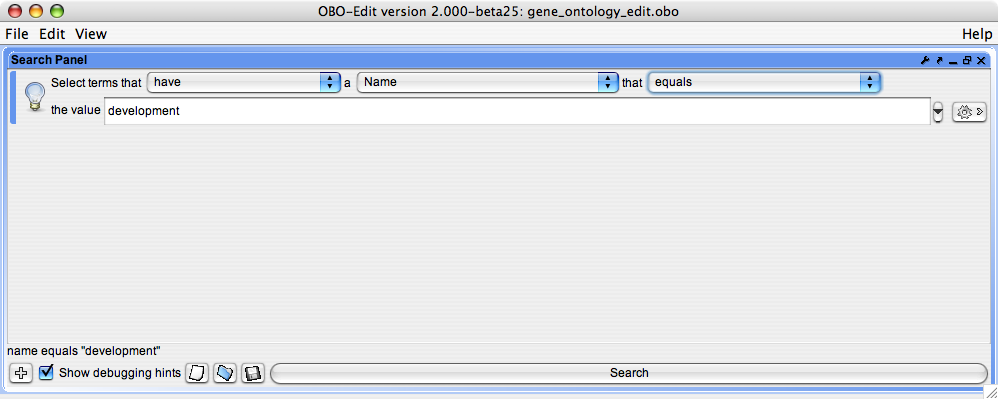 OBO-Edit version 2.000-beta25: gene_ontology_edit.obo
File Edit View Help
Search Panel
Select terms that have a Name that equals
the value development
name equals "development"
Show debugging hints Search